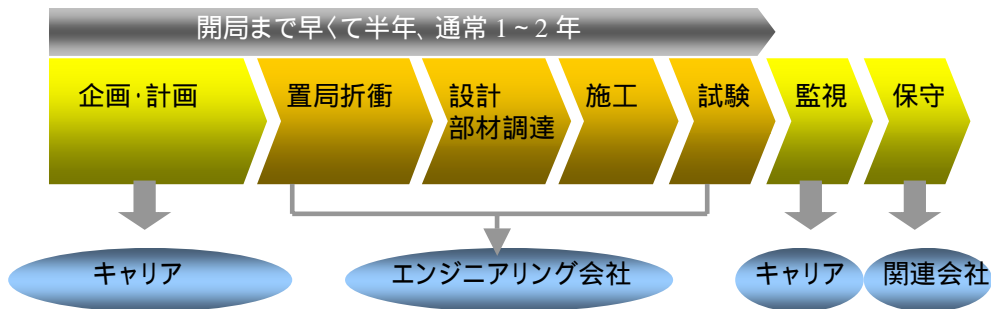 開局まで早くて半年、通常1~2年
企画・計画
置局折衝
設計
部材調達
施工
試験
監視
保守
キャリア
エンジニアリング会社
キャリア
関連会社